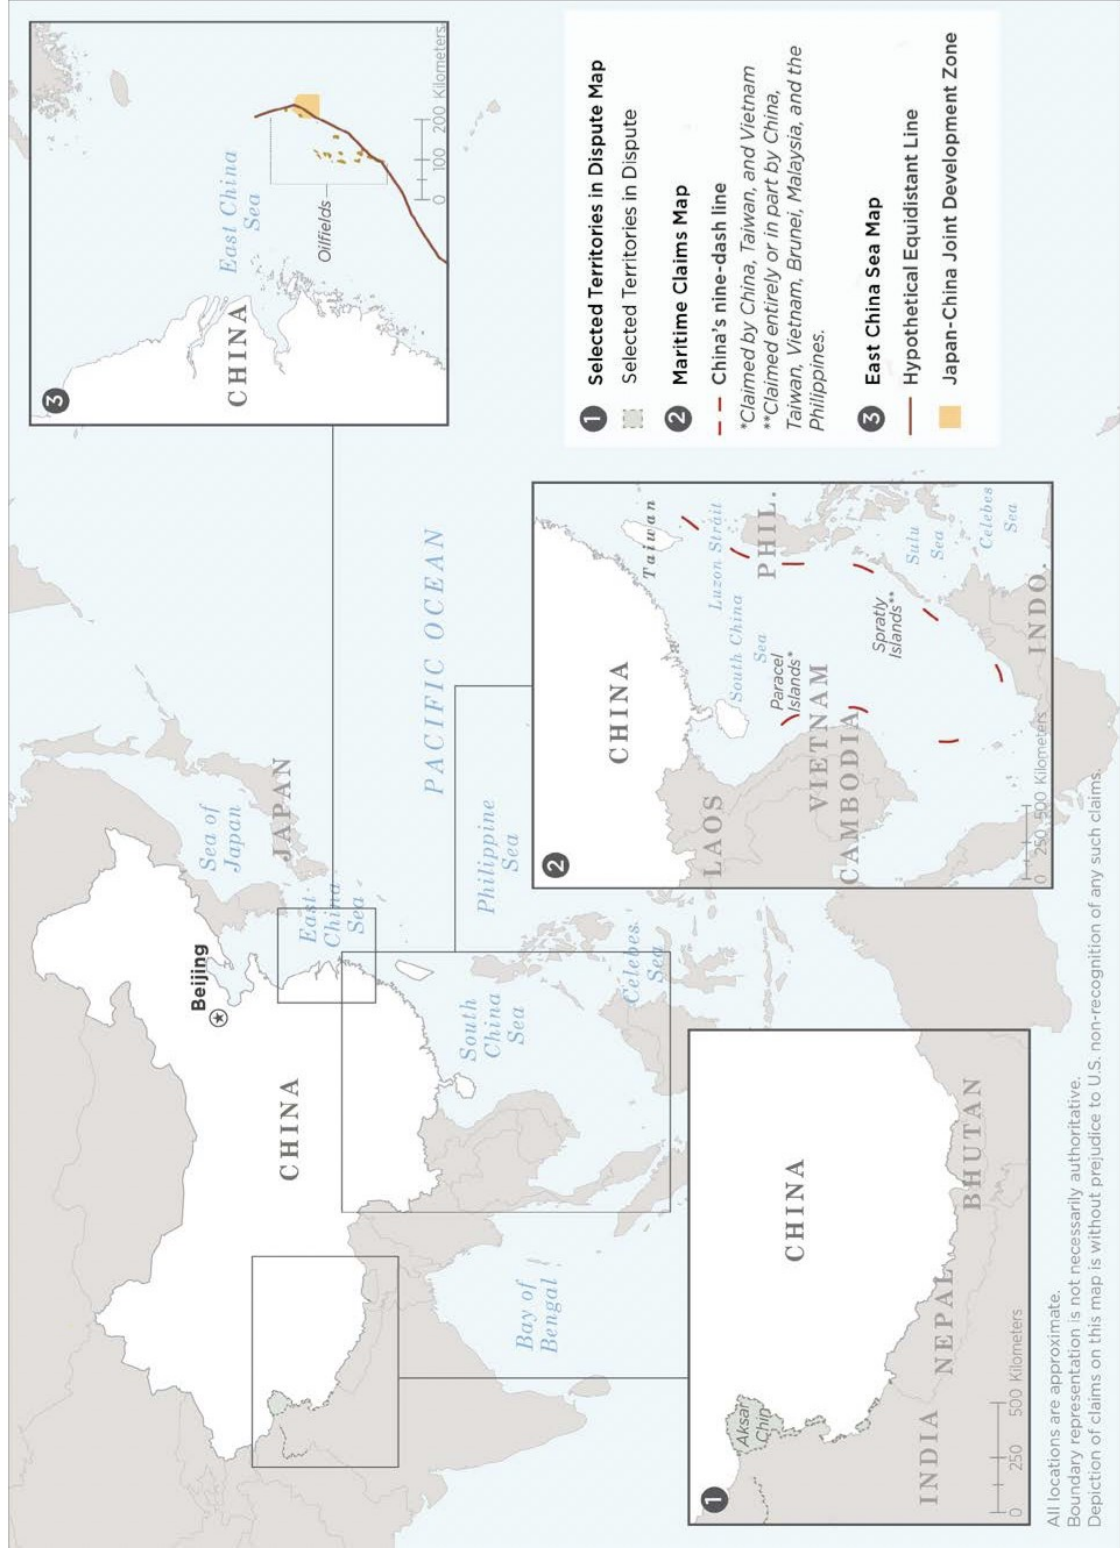 3
CHINA
East China
Sea
Oilfields
0 100 200 Kilometers
1 Selected Territories in Dispute Map
Selected Territories in Dispute
2 Maritime Claims Map
China's nine-dash line
*Claimed by China, Taiwan, and Vietnam
**Claimed entirely or in part by China,
Taiwan, Vietnam, Brunei, Malaysia, and the
Philippines.
3 East China Sea Map
Hypothetical Equidistant Line
Japan-China Joint Development Zone
PACIFIC OCEAN
Sea of
Japan
JAPAN
Beijing
CHINA
East
China
Sea
Philippine
Sea
South
China
Sea
Celebes
Sea
Bay of
Bengal
2
CHINA
Taiwan
Luzon Strait
South China
Sea
PHIL.
LAOS
Paracel
Islands*
VIETNAM
CAMBODIA
Spratly
Islands**
Sulu
Sea
Celebes
Sea
INDO.
0 250 500 Kilometers
1
Aksai
Chin
CHINA
INDIA
NEPAL
BHUTAN
0 250 500 Kilometers
All locations are approximate.
Boundary representation is not necessarily authoritative.
Depiction of claims on this map is without prejudice to U.S. non-recognition of any such claims.